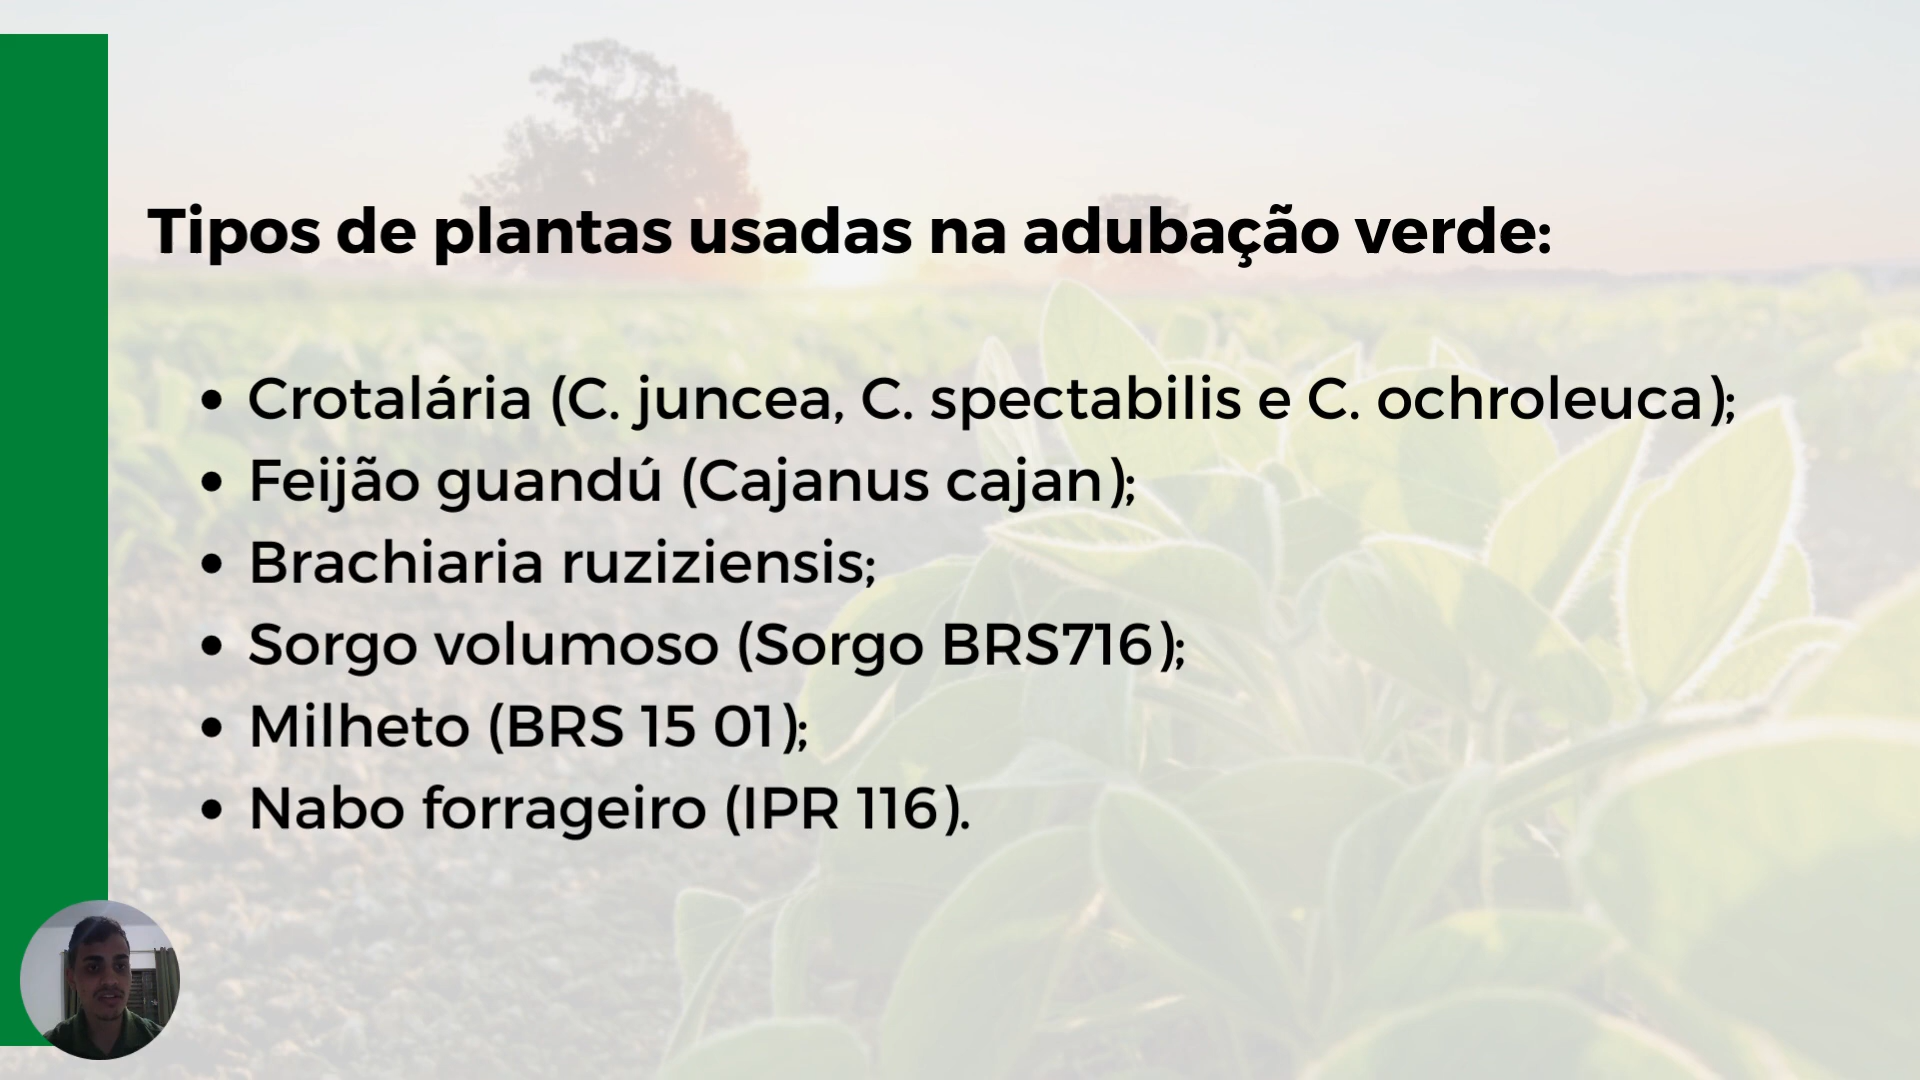 Tipos de plantas usadas na adubação verde:
• Crotalária (C. juncea, C. spectabilis e C. ochroleuca);
• Feijão guandú (Cajanus cajan);
• Brachiaria ruziziensis;
• Sorgo volumoso (Sorgo BRS716);
• Milheto (BRS 15 01);
• Nabo forrageiro (IPR 116).